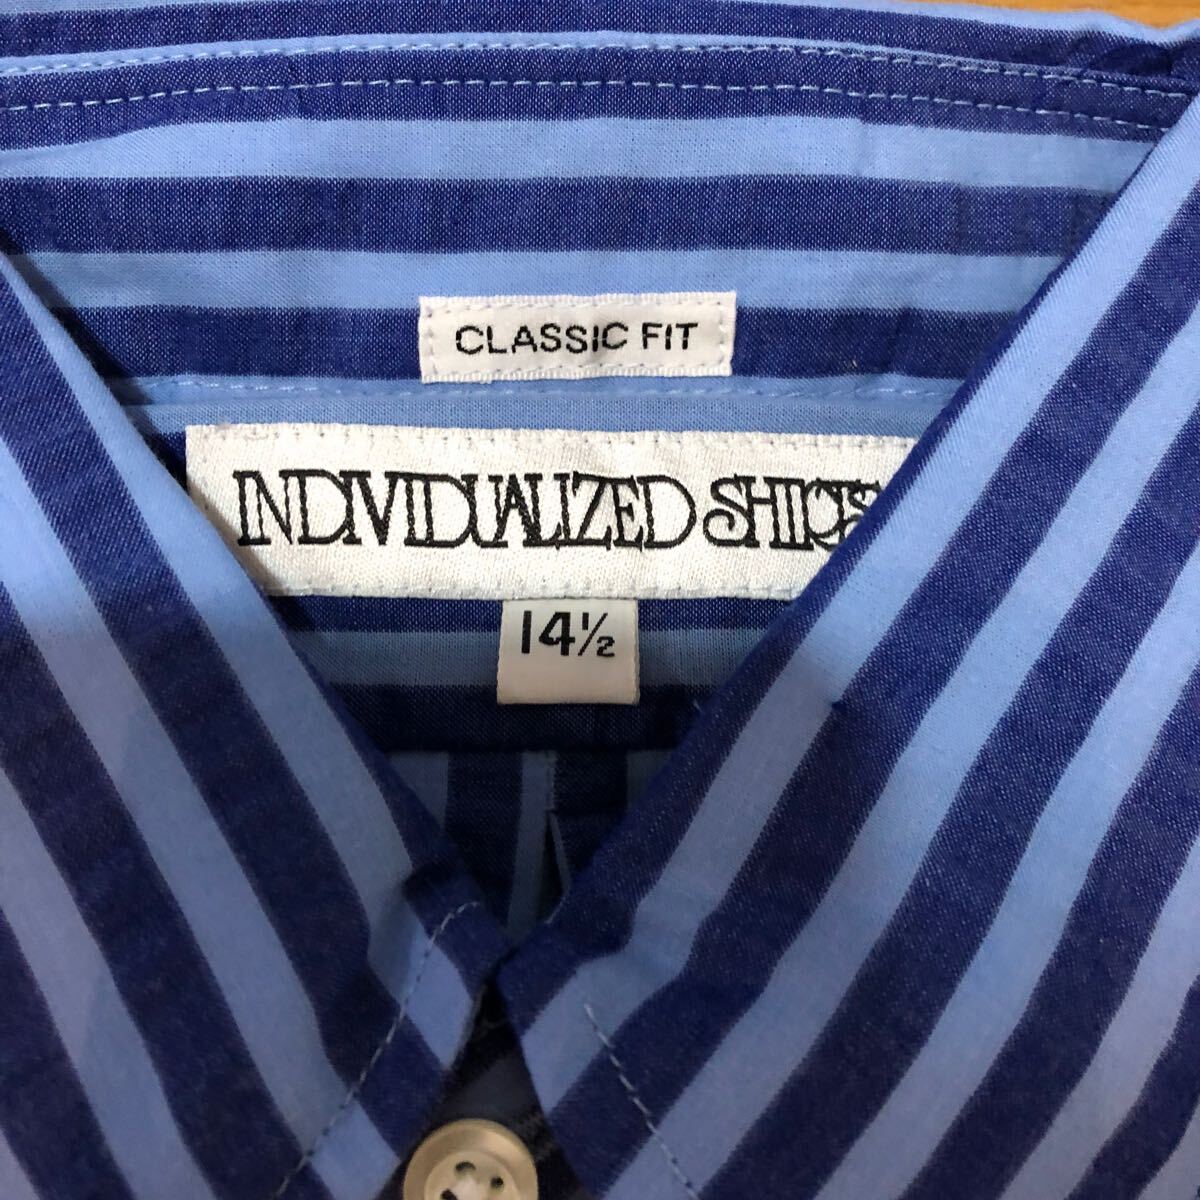 CLASSIC FIT
INDIVIDUALIZED SHIRTS
14½